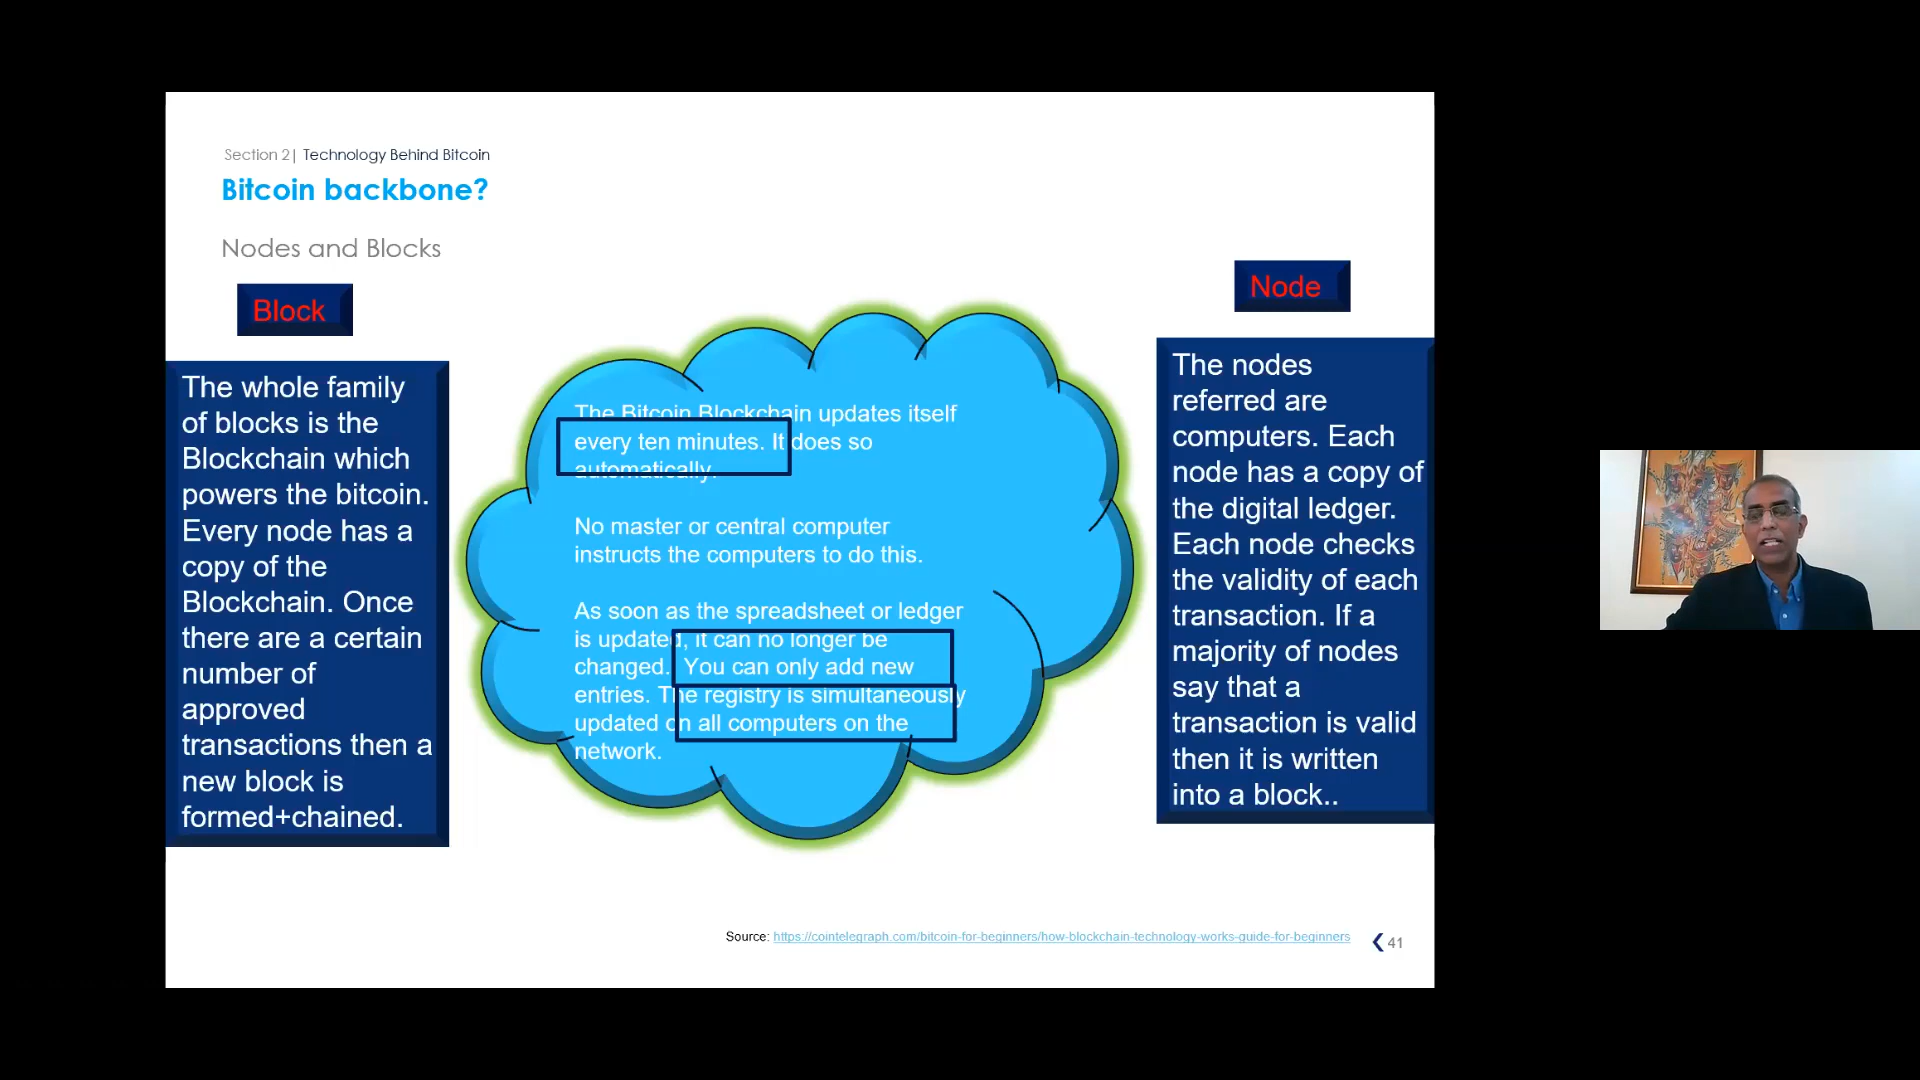 Section 2| Technology Behind Bitcoin
Bitcoin backbone?
Nodes and Blocks
Block
The whole family
of blocks is the
Blockchain which
powers the bitcoin.
Every node has a
copy of the
Blockchain. Once
there are a certain
number of
approved
transactions then a
new block is
formed+chained.
The Bitcoin Blockchain updates itself
every ten minutes. It does so
automatically.
No master or central computer
instructs the computers to do this.
As soon as the spreadsheet or ledger
is updated, it can no longer be
changed. You can only add new
entries. The registry is simultaneously
updated on all computers on the
network.
Node
The nodes
referred are
computers. Each
node has a copy of
the digital ledger.
Each node checks
the validity of each
transaction. If a
majority of nodes
say that a
transaction is valid
then it is written
into a block..
Source: https://cointelegraph.com/bitcoin-for-beginners/how-blockchain-technology-works-guide-for-beginners
41